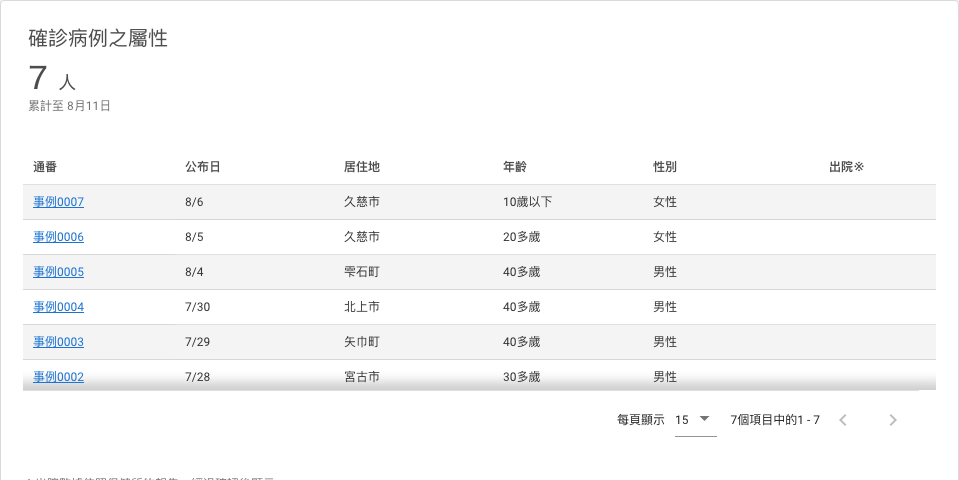 確診病例之屬性
7 人
累計至 8月11日
通番 公布日 居住地 年齡 性別 出院※
事例0007 8/6 久慈市 10歲以下 女性
事例0006 8/5 久慈市 20多歲 女性
事例0005 8/4 雫石町 40多歲 男性
事例0004 7/30 北上市 40多歲 男性
事例0003 7/29 矢巾町 40多歲 男性
事例0002 7/28 宮古市 30多歲 男性
每頁顯示 15 7個項目中的1 - 7